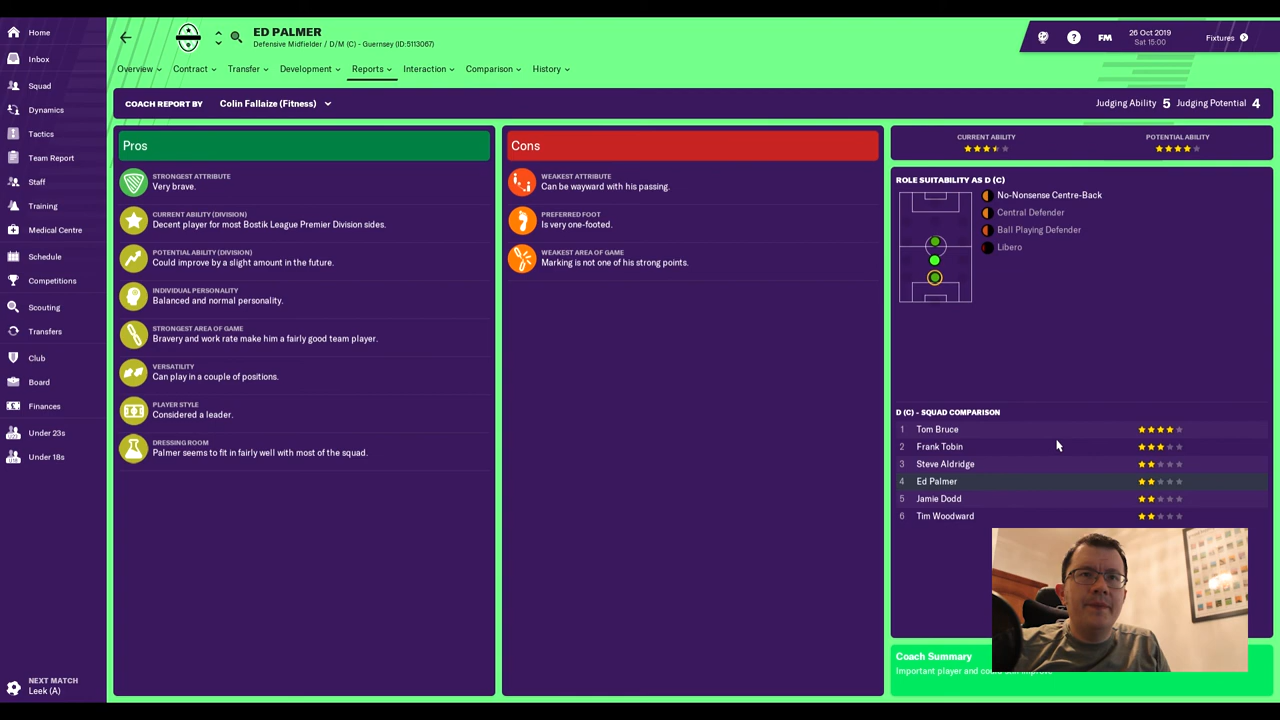 Home
Inbox
Squad
Dynamics
Tactics
Team Report
Staff
Training
Medical Centre
Schedule
Competitions
Scouting
Transfers
Club
Board
Finances
Under 23s
Under 18s
NEXT MATCH
Leek (A)
ED PALMER
Defensive Midfielder / D/M (C) - Guernsey (ID:5113067)
FM
26 Oct 2019
Sat 15:00
Fixtures
Overview
Contract
Transfer
Development
Reports
Interaction
Comparison
History
COACH REPORT BY Colin Fallaize (Fitness)
Judging Ability 5 Judging Potential 4
Pros
STRONGEST ATTRIBUTE
Very brave.
CURRENT ABILITY (DIVISION)
Decent player for most Bostik League Premier Division sides.
POTENTIAL ABILITY (DIVISION)
Could improve by a slight amount in the future.
INDIVIDUAL PERSONALITY
Balanced and normal personality.
STRONGEST AREA OF GAME
Bravery and work rate make him a fairly good team player.
VERSATILITY
Can play in a couple of positions.
PLAYER STYLE
Considered a leader.
DRESSING ROOM
Palmer seems to fit in fairly well with most of the squad.
Cons
WEAKEST ATTRIBUTE
Can be wayward with his passing.
PREFERRED FOOT
Is very one-footed.
WEAKEST AREA OF GAME
Marking is not one of his strong points.
CURRENT ABILITY
POTENTIAL ABILITY
ROLE SUITABILITY AS D (C)
No-Nonsense Centre-Back
Central Defender
Ball Playing Defender
Libero
D (C) - SQUAD COMPARISON
1 Tom Bruce
2 Frank Tobin
3 Steve Aldridge
4 Ed Palmer
5 Jamie Dodd
6 Tim Woodward
Coach Summary
Important player and could still improve